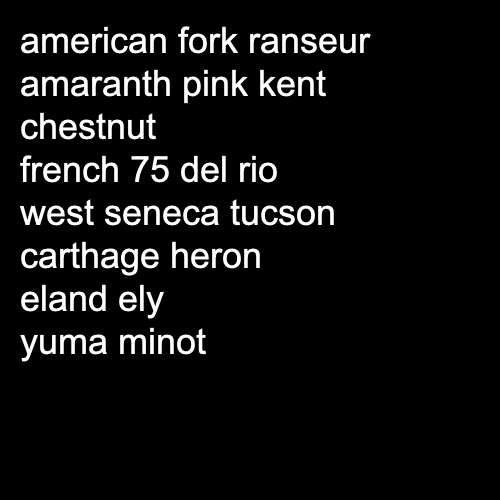 american fork ranseur
amaranth pink kent
chestnut
french 75 del rio
west seneca tucson
carthage heron
eland ely
yuma minot